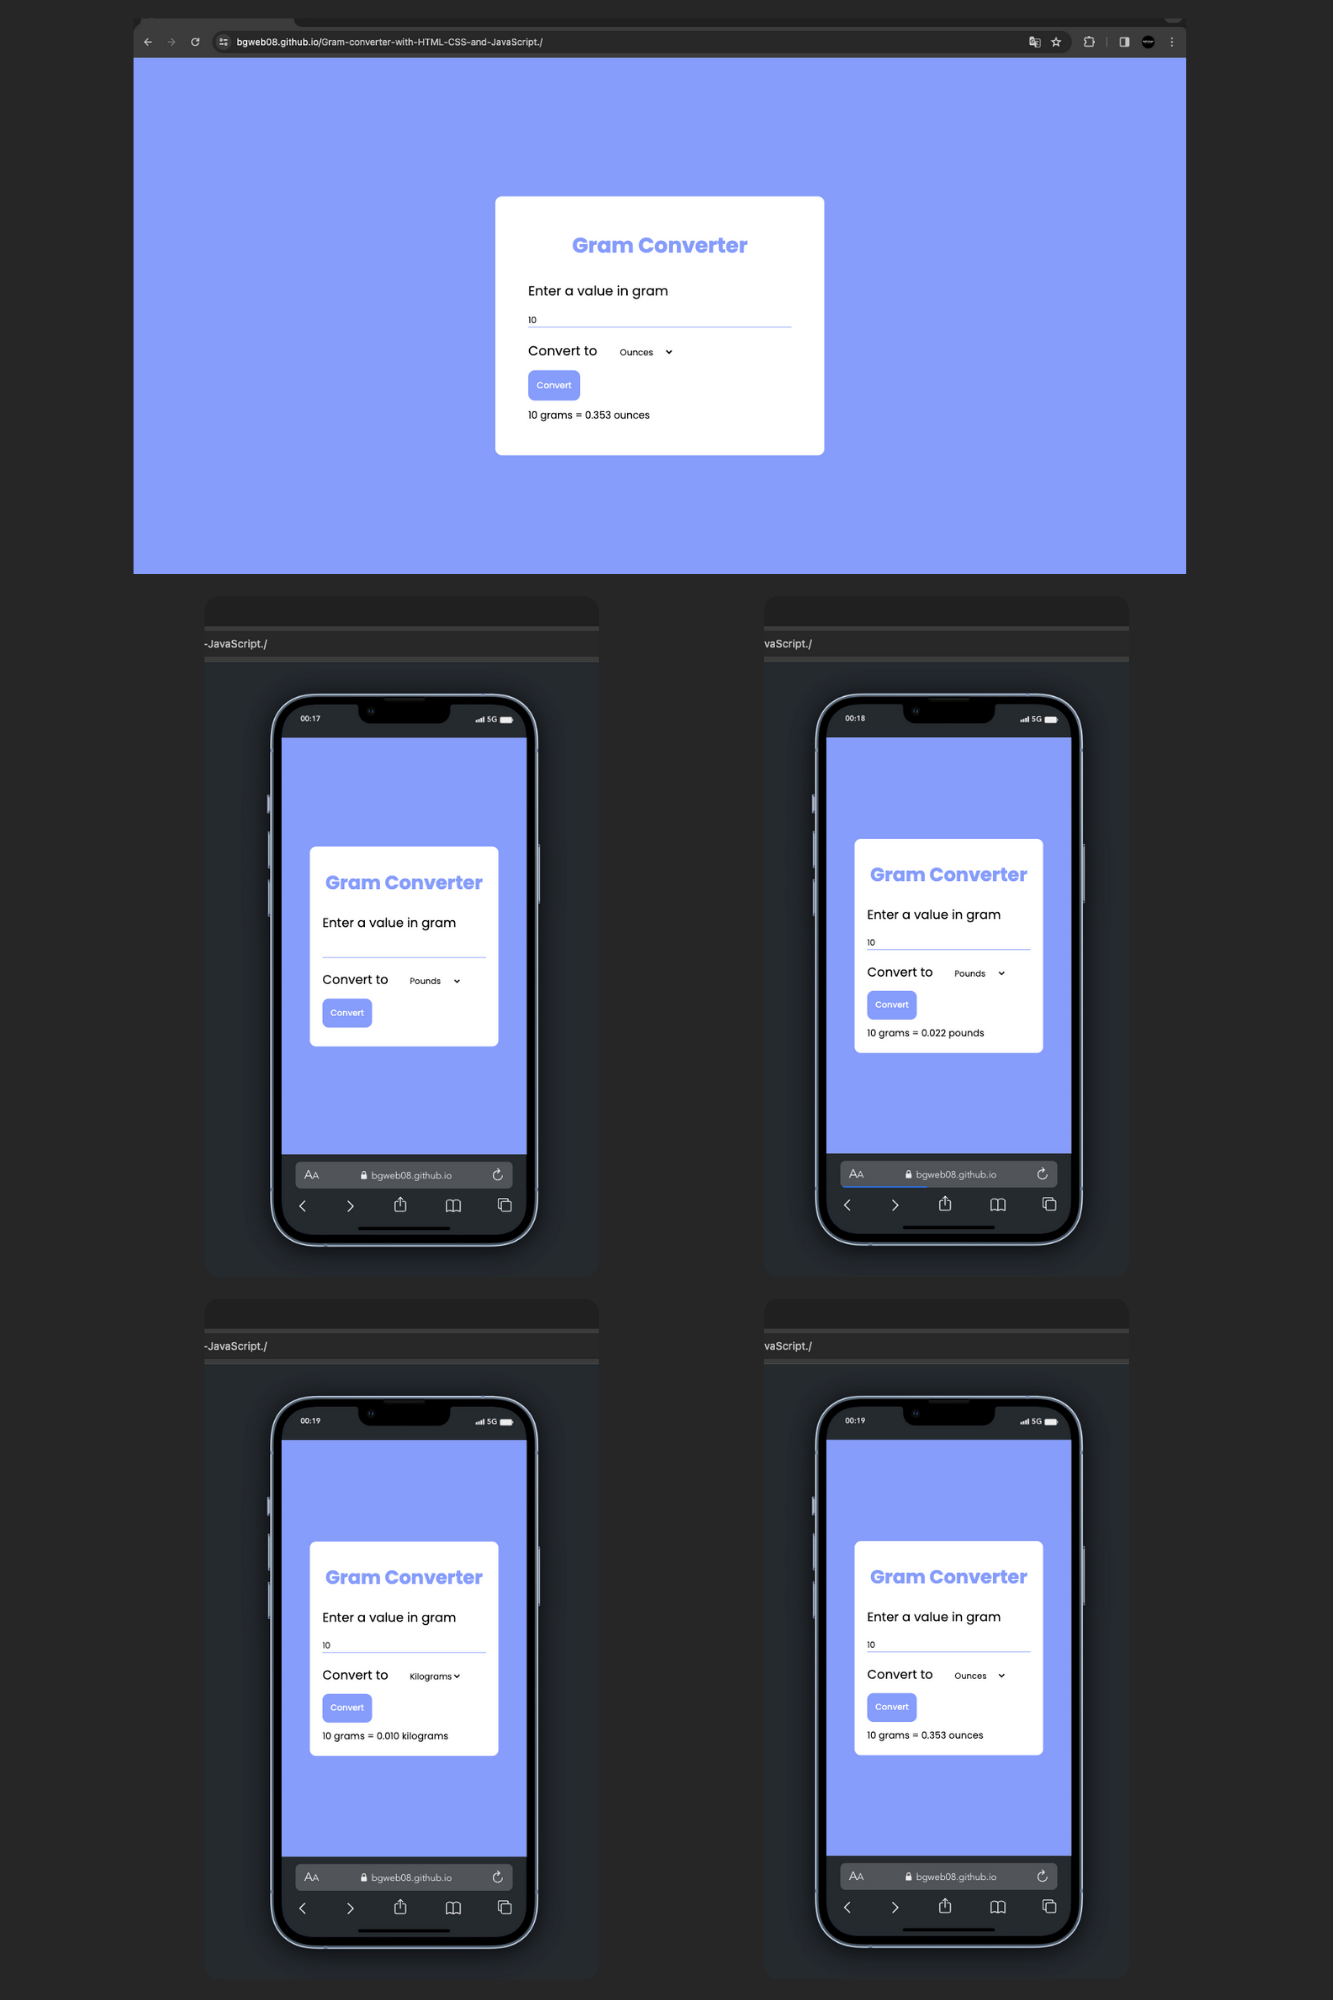 bgweb08.github.io/Gram-converter-with-HTML-CSS-and-JavaScript./
Gram Converter
Enter a value in gram
10
Convert to Ounces
Convert
10 grams = 0.353 ounces
-JavaScript./
00:17 5G
Gram Converter
Enter a value in gram
Convert to Pounds
Convert
AA bgweb08.github.io
vaScript./
00:18 5G
Gram Converter
Enter a value in gram
10
Convert to Pounds
Convert
10 grams = 0.022 pounds
AA bgweb08.github.io
-JavaScript./
00:19 5G
Gram Converter
Enter a value in gram
10
Convert to Kilograms
Convert
10 grams = 0.010 kilograms
AA bgweb08.github.io
vaScript./
00:19 5G
Gram Converter
Enter a value in gram
10
Convert to Ounces
Convert
10 grams = 0.353 ounces
AA bgweb08.github.io